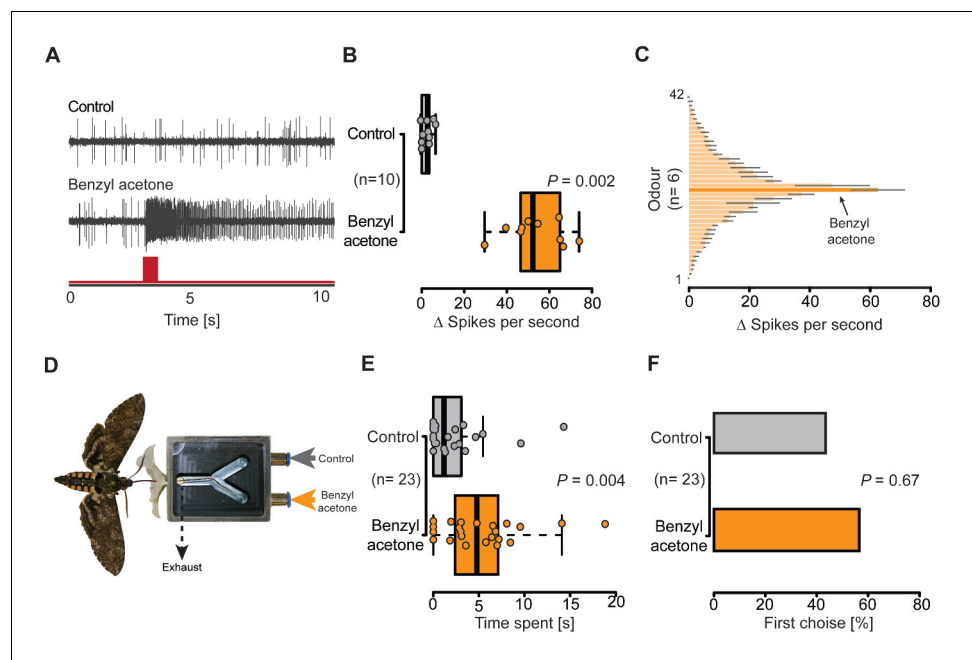 A
Control
Benzyl acetone
0
5
10
Time [s]
B
Control
(n=10)
Benzyl
acetone
P = 0.002
0
20
40
60
80
Δ Spikes per second
C
42
Odour
(n= 6)
1
Benzyl
acetone
0
20
40
60
80
Δ Spikes per second
D
Control
Benzyl
acetone
Exhaust
E
Control
(n= 23)
Benzyl
acetone
P = 0.004
0
5
10
15
20
Time spent [s]
F
Control
(n= 23)
Benzyl
acetone
P = 0.67
0
20
40
60
80
First choise [%]